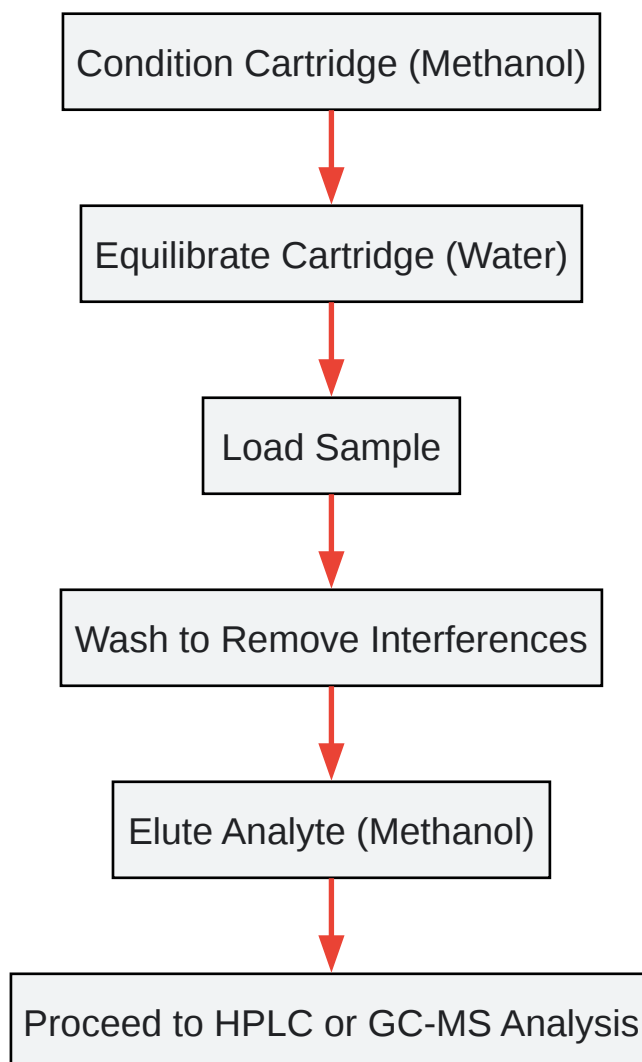 Condition Cartridge (Methanol)
Equilibrate Cartridge (Water)
Load Sample
Wash to Remove Interferences
Elute Analyte (Methanol)
Proceed to HPLC or GC-MS Analysis